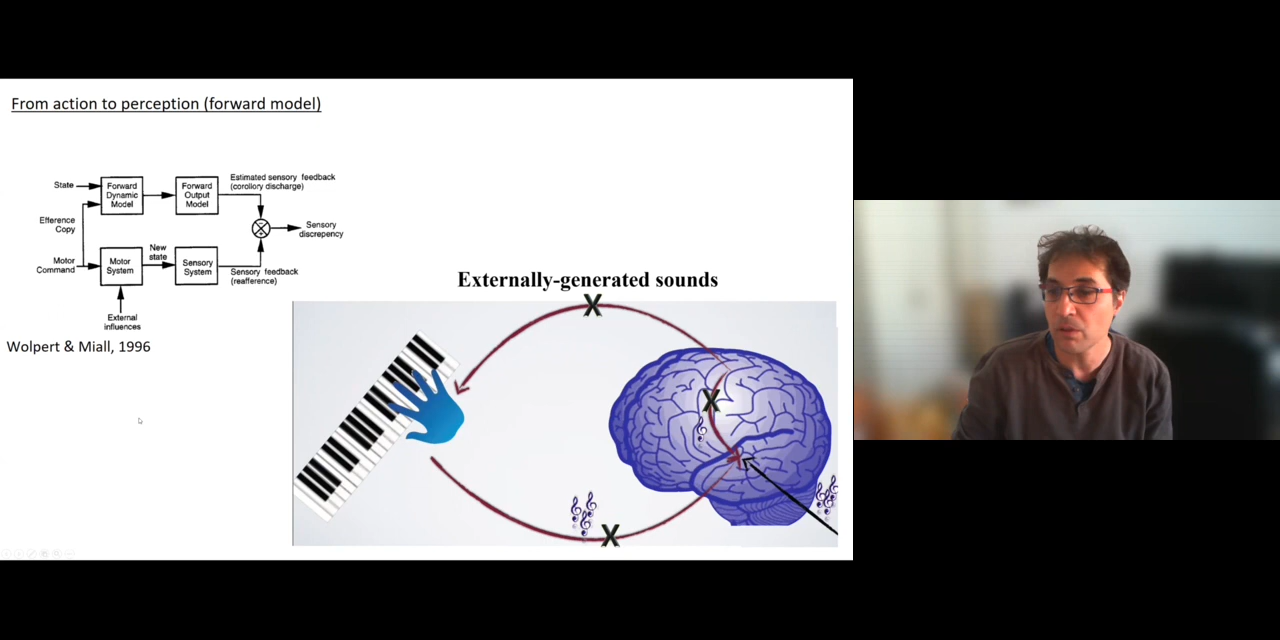 From action to perception (forward model)
State
Efference
Copy
Motor
Command
Forward
Dynamic
Model
Forward
Output
Model
Estimated sensory feedback
(corollory discharge)
Sensory
discrepency
Motor
System
New
state
Sensory
System
Sensory feedback
(reafference)
External
influences
Wolpert & Miall, 1996
Externally-generated sounds
X
X
X